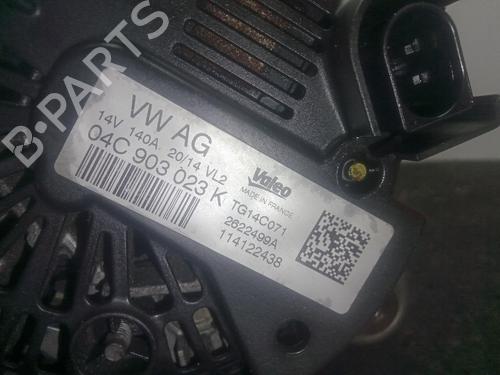 VW AG
14V 140A 20/14 VL2
04C 903 023 K
Valeo
MADE IN FRANCE
TG14C071
2622499A
114122438
B-PARTS